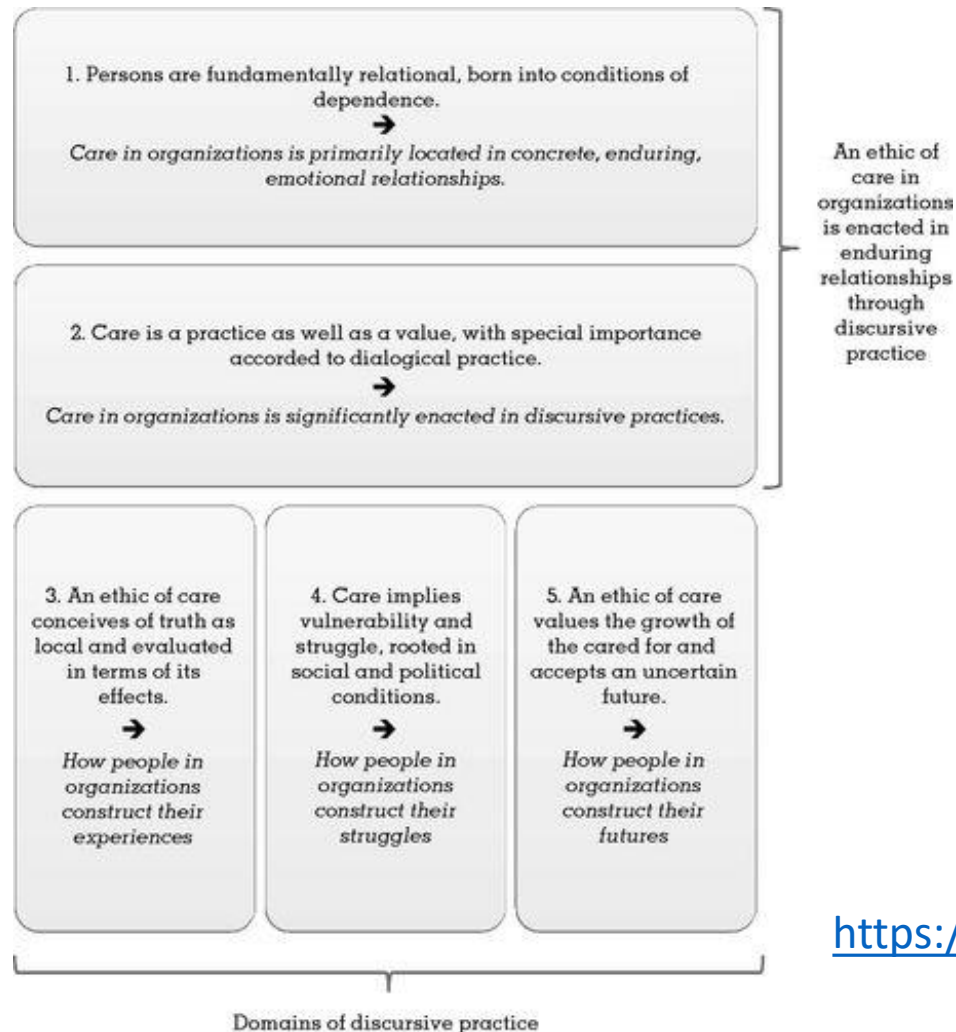 1. Persons are fundamentally relational, born into conditions of
dependence.
➔
Care in organizations is primarily located in concrete, enduring,
emotional relationships.
2. Care is a practice as well as a value, with special importance
accorded to dialogical practice.
➔
Care in organizations is significantly enacted in discursive practices.
An ethic of
care in
organizations
is enacted in
enduring
relationships
through
discursive
practice
3. An ethic of care
conceives of truth as
local and evaluated
in terms of its
effects.
➔
How people in
organizations
construct their
experiences
4. Care implies
vulnerability and
struggle, rooted in
social and political
conditions.
➔
How people in
organizations
construct their
struggles
5. An ethic of care
values the growth of
the cared for and
accepts an uncertain
future.
➔
How people in
organizations
construct their
futures
https:/
Domains of discursive practice